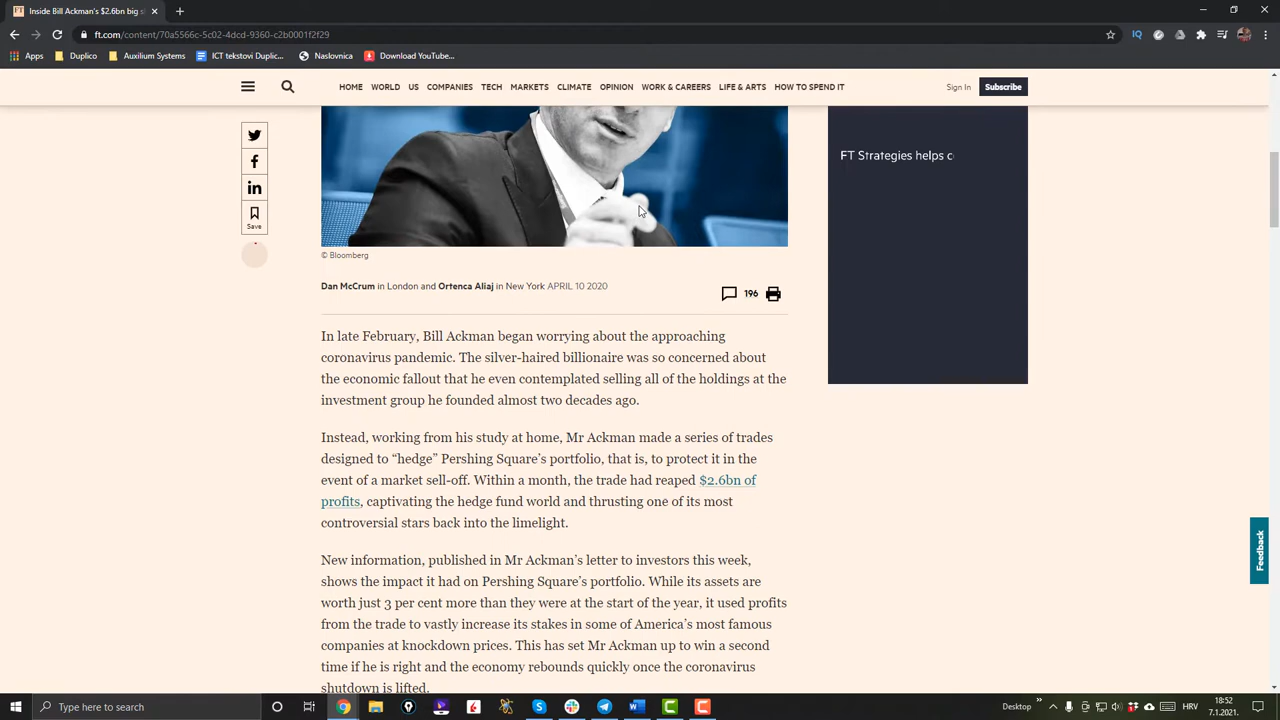 Inside Bill Ackman's $2.6bn big sh
ft.com/content/70a5566c-5c02-4dcd-9360-c2b0001f2f29
Apps
Duplico
Auxilium Systems
ICT tekstovi Duplic...
Naslovnica
Download YouTube...
HOME WORLD US COMPANIES TECH MARKETS CLIMATE OPINION WORK & CAREERS LIFE & ARTS HOW TO SPEND IT
Sign In
Subscribe
Save
FT Strategies helps c
© Bloomberg
Dan McCrum in London and Ortenca Aliaj in New York APRIL 10 2020
196
In late February, Bill Ackman began worrying about the approaching
coronavirus pandemic. The silver-haired billionaire was so concerned about
the economic fallout that he even contemplated selling all of the holdings at the
investment group he founded almost two decades ago.
Instead, working from his study at home, Mr Ackman made a series of trades
designed to “hedge” Pershing Square’s portfolio, that is, to protect it in the
event of a market sell-off. Within a month, the trade had reaped $2.6bn of
profits, captivating the hedge fund world and thrusting one of its most
controversial stars back into the limelight.
New information, published in Mr Ackman’s letter to investors this week,
shows the impact it had on Pershing Square’s portfolio. While its assets are
worth just 3 per cent more than they were at the start of the year, it used profits
from the trade to vastly increase its stakes in some of America’s most famous
companies at knockdown prices. This has set Mr Ackman up to win a second
time if he is right and the economy rebounds quickly once the coronavirus
shutdown is lifted.
Feedback
Type here to search
Desktop
HRV
18:52
7.1.2021.